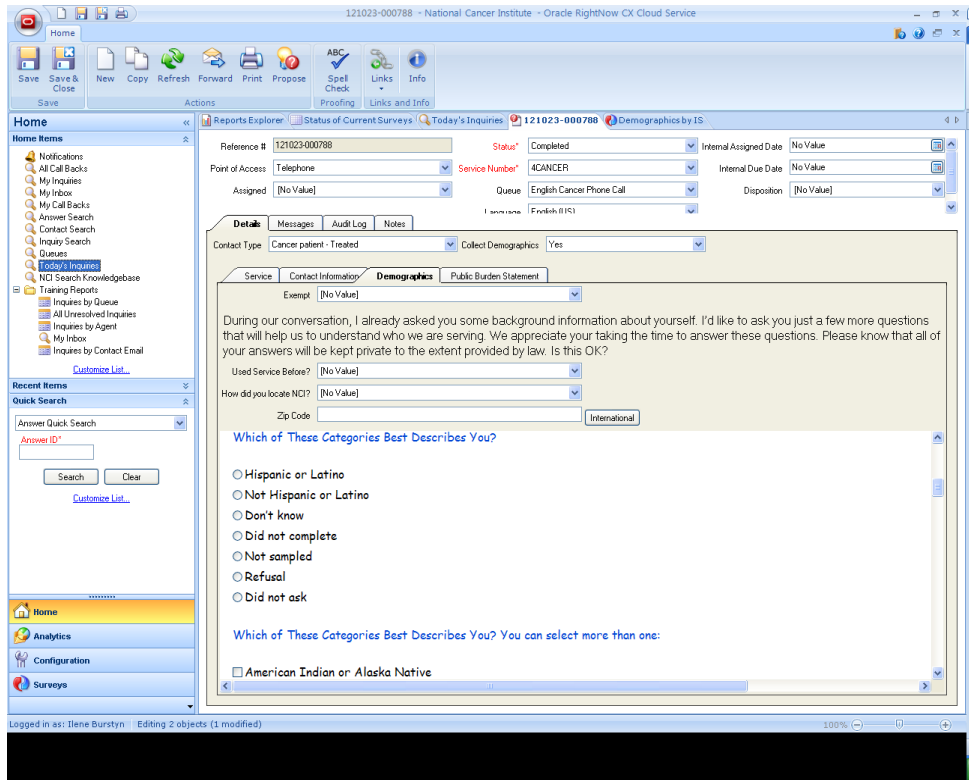 121023-000788 - National Cancer Institute - Oracle RightNow CX Cloud Service
Home
Save
Save & Close
New
Copy
Refresh
Forward
Print
Propose
ABC
Spell Check
Links
Info
Save
Actions
Proofing
Links and Info
Home
Home Items
Notifications
All Call Backs
My Inquiries
My Inbox
My Call Backs
Answer Search
Contact Search
Inquiry Search
Queues
Today's Inquiries
NCI Search Knowledgebase
Training Reports
Inquires by Queue
All Unresolved Inquiries
Inquiries by Agent
My Inbox
Inquires by Contact Email
Customize List...
Recent Items
Quick Search
Answer Quick Search
Answer ID*
Search
Clear
Customize List...
Home
Analytics
Configuration
Surveys
Reports Explorer
Status of Current Surveys
Today's Inquiries
121023-000788
Demographics by IS
Reference # 121023-000788
Status* Completed
Internal Assigned Date No Value
Point of Access Telephone
Service Number* 4CANCER
Internal Due Date No Value
Assigned [No Value]
Queue English Cancer Phone Call
Disposition [No Value]
Language English (US)
Details
Messages
Audit Log
Notes
Contact Type Cancer patient - Treated
Collect Demographics Yes
Service
Contact Information
Demographics
Public Burden Statement
Exempt [No Value]
During our conversation, I already asked you some background information about yourself. I'd like to ask you just a few more questions
that will help us to understand who we are serving. We appreciate your taking the time to answer these questions. Please know that all of
your answers will be kept private to the extent provided by law. Is this OK?
Used Service Before? [No Value]
How did you locate NCI? [No Value]
Zip Code
International
Which of These Categories Best Describes You?
Hispanic or Latino
Not Hispanic or Latino
Don't know
Did not complete
Not sampled
Refusal
Did not ask
Which of These Categories Best Describes You? You can select more than one:
American Indian or Alaska Native
Logged in as: Ilene Burstyn
Editing 2 objects (1 modified)
100%